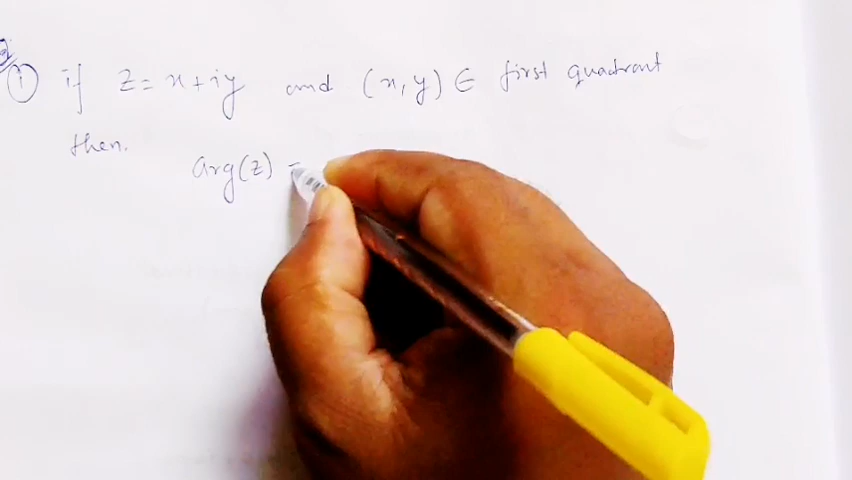 ① if z = x + iy and (x, y) ∈ first quadrant
then.
arg(z) =